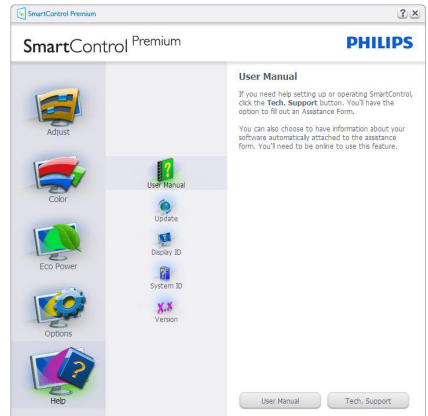 SmartControl Premium
SmartControl Premium
PHILIPS
Adjust
Color
Eco Power
Options
Help
User Manual
Update
Display ID
System ID
X.X
Version
User Manual
If you need help setting up or operating SmartControl,
click the Tech. Support button. You'll have the
option to fill out an Assistance Form.
You can also choose to have information about your
software automatically attached to the assistance
form. You'll need to be online to use this feature.
User Manual
Tech. Support